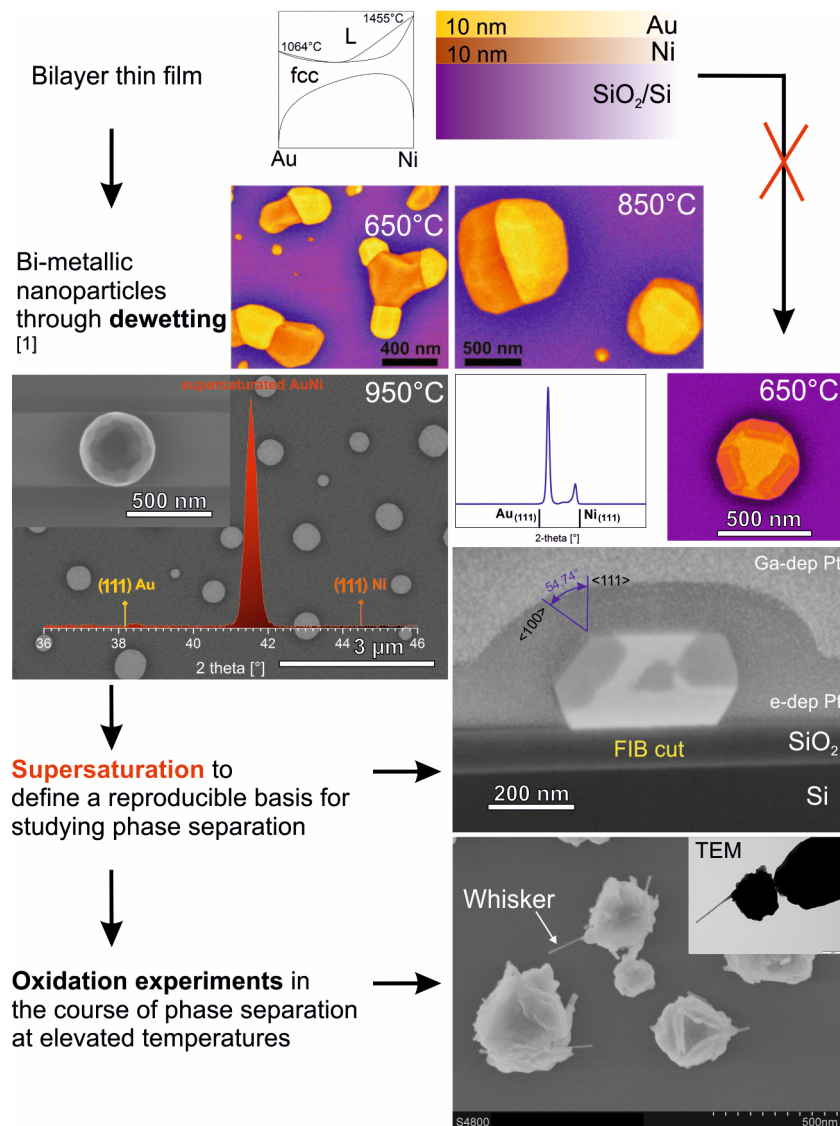 1455°C
1064°C
L
fcc
Au
Ni
10 nm
Au
10 nm
Ni
SiO2/Si
Bilayer thin film
650°C
400 nm
850°C
500 nm
Bi-metallic
nanoparticles
through dewetting
[1]
supersaturated AuNi
950°C
500 nm
(111) Au
(111) Ni
36
38
40
42
44
46
2 theta [°]
3 µm
Au(111)
Ni(111)
2-theta [°]
650°C
500 nm
Ga-dep Pt
54,74°
<111>
<100>
e-dep Pt
SiO2
FIB cut
200 nm
Si
Supersaturation to
define a reproducible basis for
studying phase separation
TEM
Whisker
Oxidation experiments in
the course of phase separation
at elevated temperatures
S4800
500nm